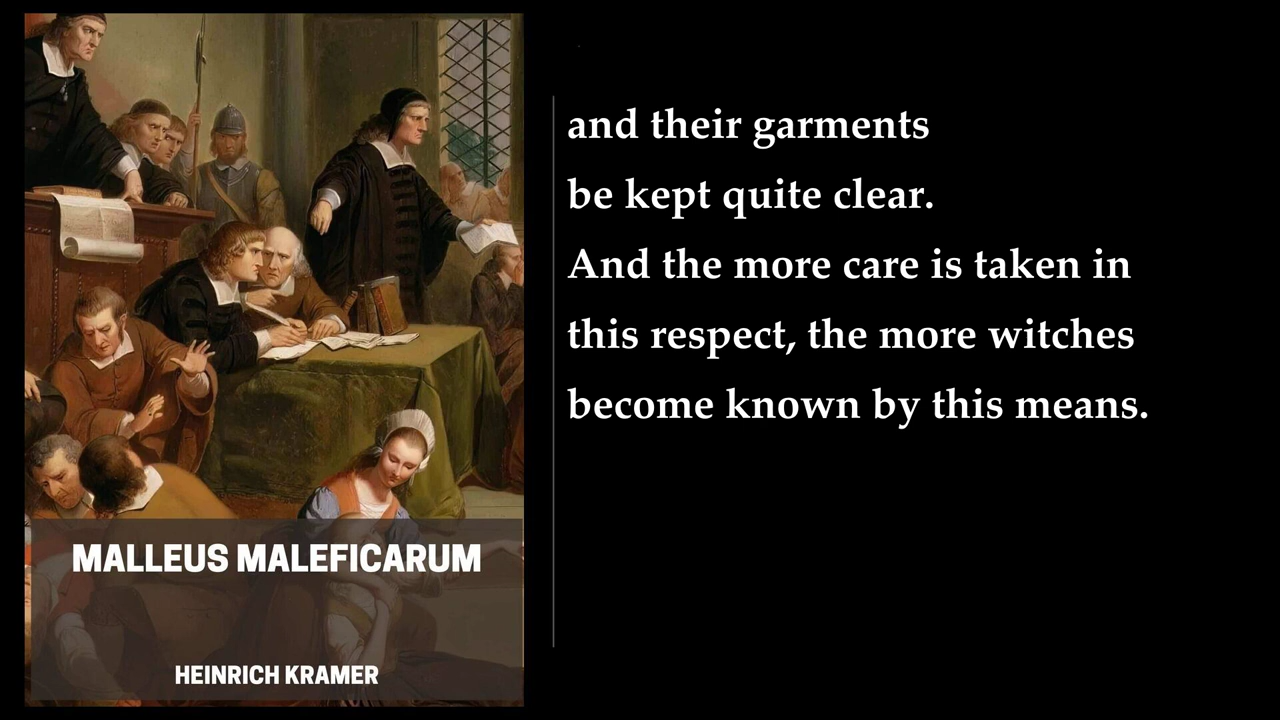 MALLEUS MALEFICARUM
HEINRICH KRAMER
and their garments
be kept quite clear.
And the more care is taken in
this respect, the more witches
become known by this means.